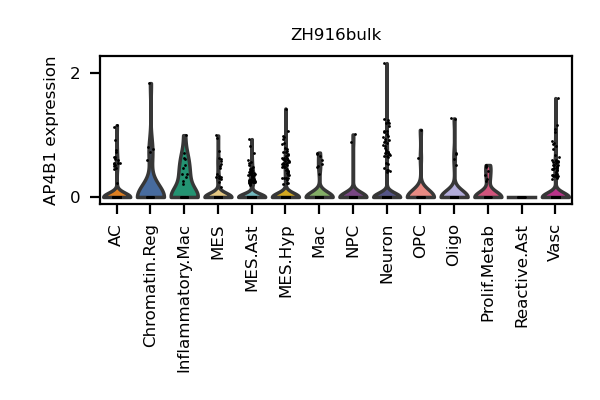 ZH916bulk
AP4B1 expression
2
0
AC
Chromatin.Reg
Inflammatory.Mac
MES
MES.Ast
MES.Hyp
Mac
NPC
Neuron
OPC
Oligo
Prolif.Metab
Reactive.Ast
Vasc